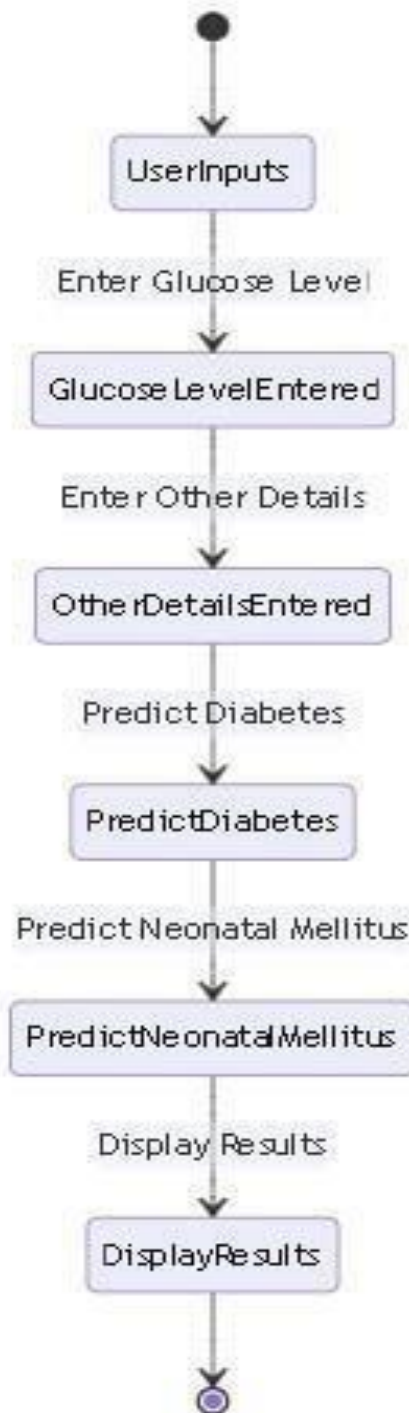 UserInputs
Enter Glucose Level
GlucoseLevelEntered
Enter Other Details
OtherDetailsEntered
Predict Diabetes
PredictDiabetes
Predict Neonatal Mellitus
PredictNeonatalMellitus
Display Results
DisplayResults